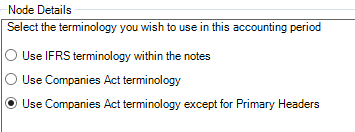 Node Details
Select the terminology you wish to use in this accounting period
Use IFRS terminology within the notes
Use Companies Act terminology
Use Companies Act terminology except for Primary Headers